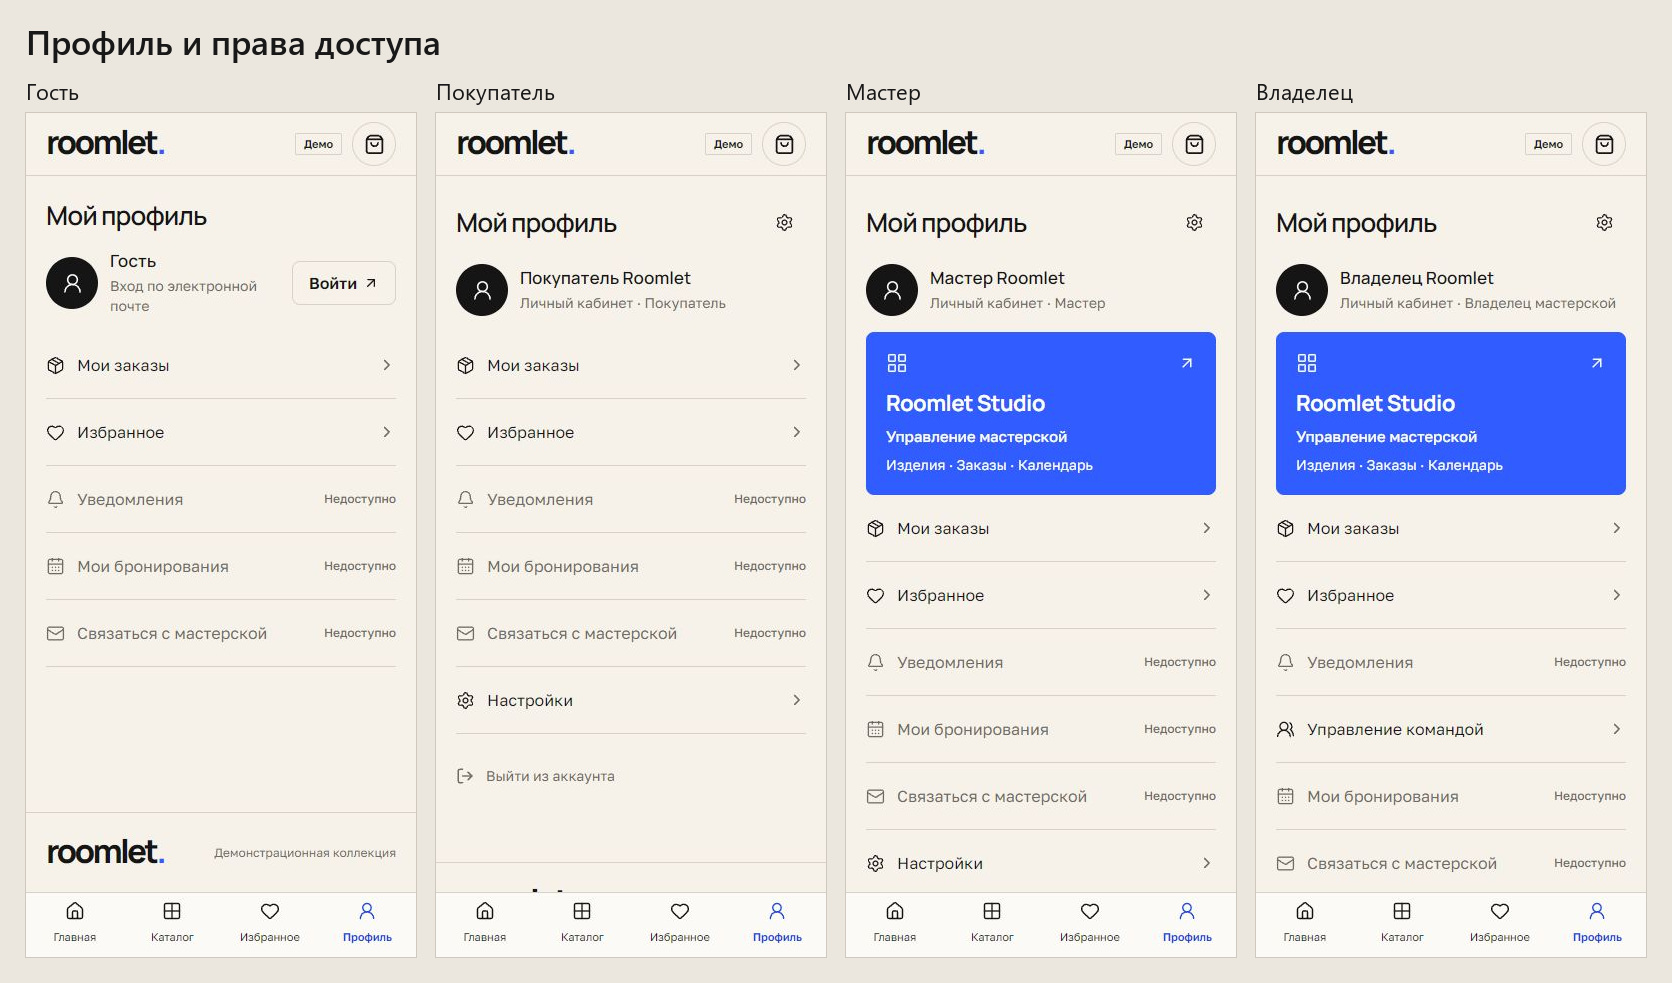 Профиль и права доступа
Гость
roomlet.
Демо
Мой профиль
Гость
Вход по электронной
почте
Войти
Мои заказы
Избранное
Уведомления
Недоступно
Мои бронирования
Недоступно
Связаться с мастерской
Недоступно
roomlet.
Демонстрационная коллекция
Главная
Каталог
Избранное
Профиль
Покупатель
roomlet.
Демо
Мой профиль
Покупатель Roomlet
Личный кабинет · Покупатель
Мои заказы
Избранное
Уведомления
Недоступно
Мои бронирования
Недоступно
Связаться с мастерской
Недоступно
Настройки
Выйти из аккаунта
Главная
Каталог
Избранное
Профиль
Мастер
roomlet.
Демо
Мой профиль
Мастер Roomlet
Личный кабинет · Мастер
Roomlet Studio
Управление мастерской
Изделия · Заказы · Календарь
Мои заказы
Избранное
Уведомления
Недоступно
Мои бронирования
Недоступно
Связаться с мастерской
Недоступно
Настройки
Главная
Каталог
Избранное
Профиль
Владелец
roomlet.
Демо
Мой профиль
Владелец Roomlet
Личный кабинет · Владелец мастерской
Roomlet Studio
Управление мастерской
Изделия · Заказы · Календарь
Мои заказы
Избранное
Уведомления
Недоступно
Управление командой
Мои бронирования
Недоступно
Связаться с мастерской
Недоступно
Главная
Каталог
Избранное
Профиль